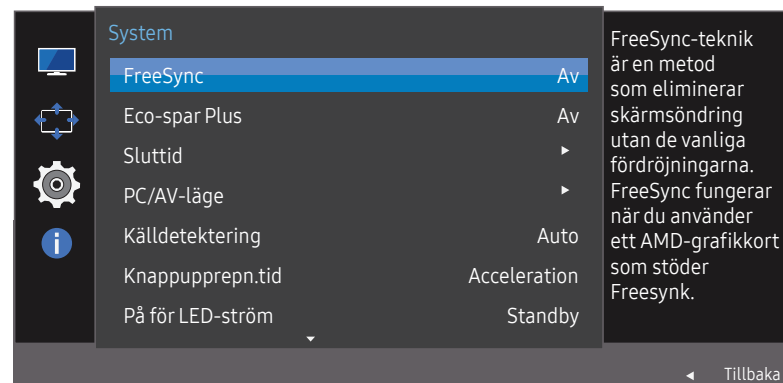 System
FreeSync Av
Eco-spar Plus Av
Sluttid
PC/AV-läge
Källdetektering Auto
Knappupprepn.tid Acceleration
På för LED-ström Standby
FreeSync-teknik
är en metod
som eliminerar
skärmsöndring
utan de vanliga
fördröjningarna.
FreeSync fungerar
när du använder
ett AMD-grafikkort
som stöder
Freesynk.
Tillbaka